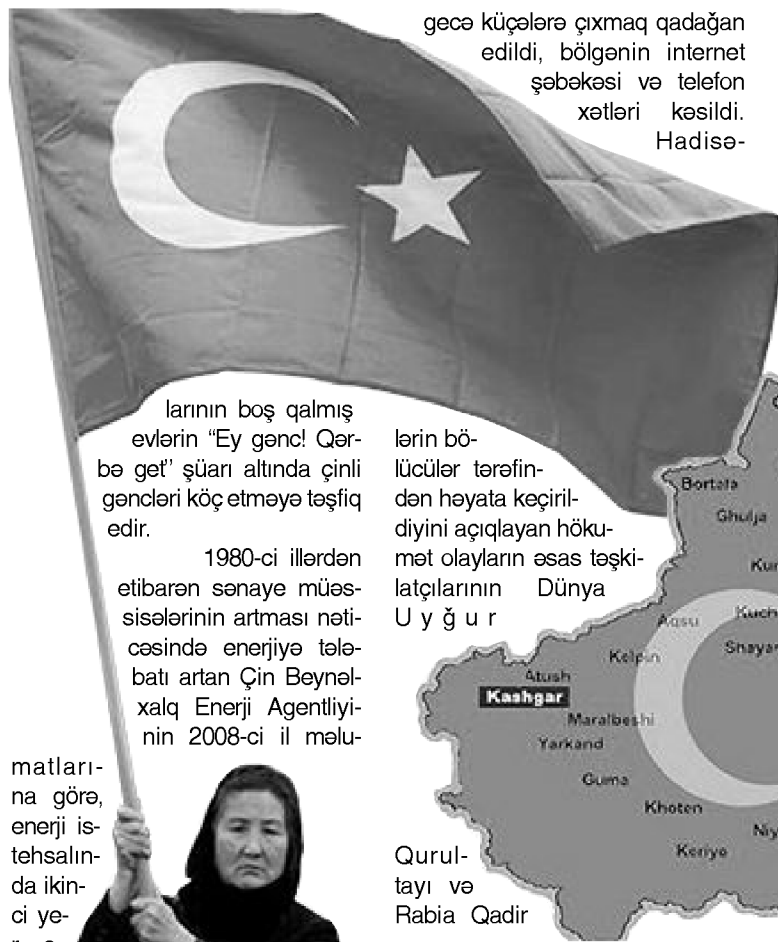 larının boş qalmış
evlərin “Ey gənc! Qər-
bə get” şüarı altında çinli
gəncləri köç etməyə təşfiq
edir.
1980-ci illərdən
etibarən sənaye müəs-
sisələrinin artması nəti-
cəsində enerjiyə tələ-
batı artan Çin Beynəl-
xalq Enerji Agentliyi-
nin 2008-ci il məlu-
matları-
na görə,
enerji is-
tehsalın-
da ikin-
ci ye-
gecə küçələrə çıxmaq qadağan
edildi, bölgənin internet
şəbəkəsi və telefon
xətləri kəsildi.
Hadisə-
lərin bö-
lücülər tərəfin-
dən həyata keçiril-
diyini açıqlayan höku-
mət olayların əsas təşki-
latçılarının Dünya
Uyğur
Qurul-
tayı və
Rabia Qadir
Bortala
Ghulja
Aqsu
Kelpin
Atush
Kashgar
Maralbeshi
Yarkand
Guma
Khoten
Keriye